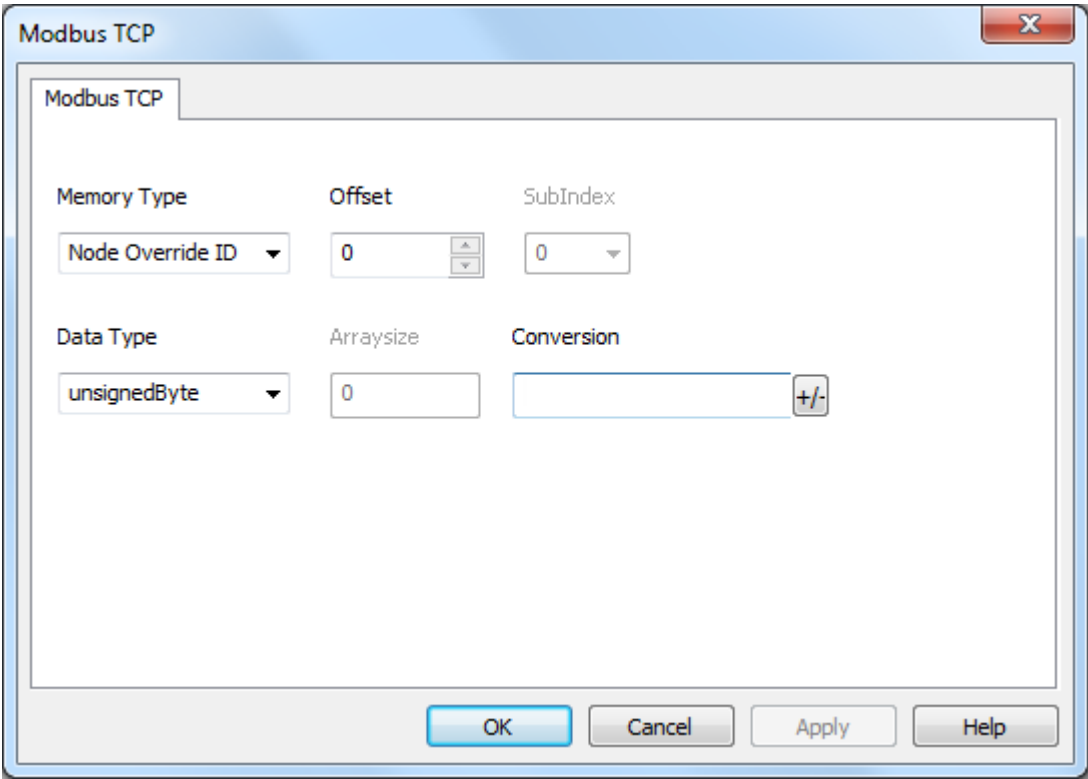 Modbus TCP
Modbus TCP
Memory Type Offset SubIndex
Node Override ID 0 0
Data Type Arraysize Conversion
unsignedByte 0 +/-
OK Cancel Apply Help